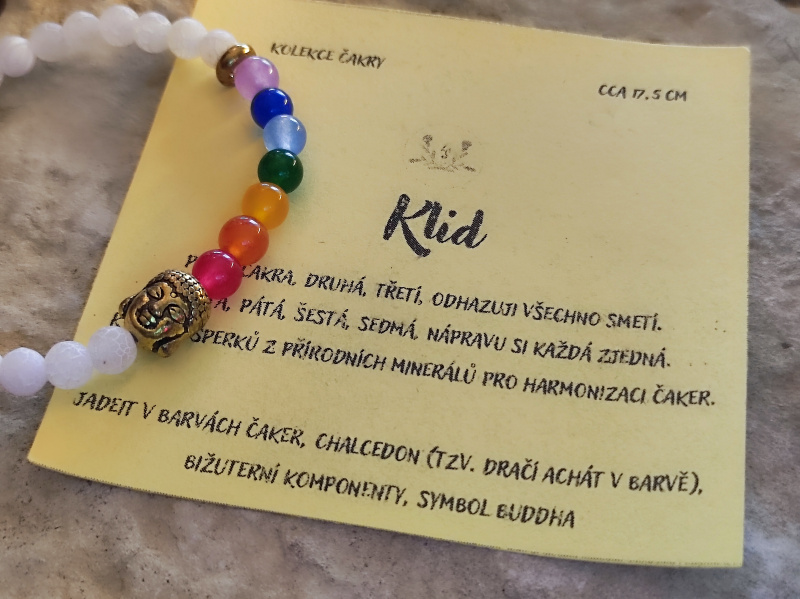 KOLEKCE ČAKRY
CCA 17,5 CM
Klid
ČAKRA, DRUHÁ, TŘETÍ, ODHAZUJI VŠECHNO SMETÍ.
PÁTÁ, ŠESTÁ, SEDMÁ, NÁPRAVU SI KAŽDÁ ZJEDNÁ.
ŠPERKŮ Z PŘÍRODNÍCH MINERÁLŮ PRO HARMONIZACI ČAKER.
JADEIT V BARVÁCH ČAKER, CHALCEDON (TZV. DRAČÍ ACHÁT V BARVĚ),
BIŽUTERNÍ KOMPONENTY, SYMBOL BUDDHA